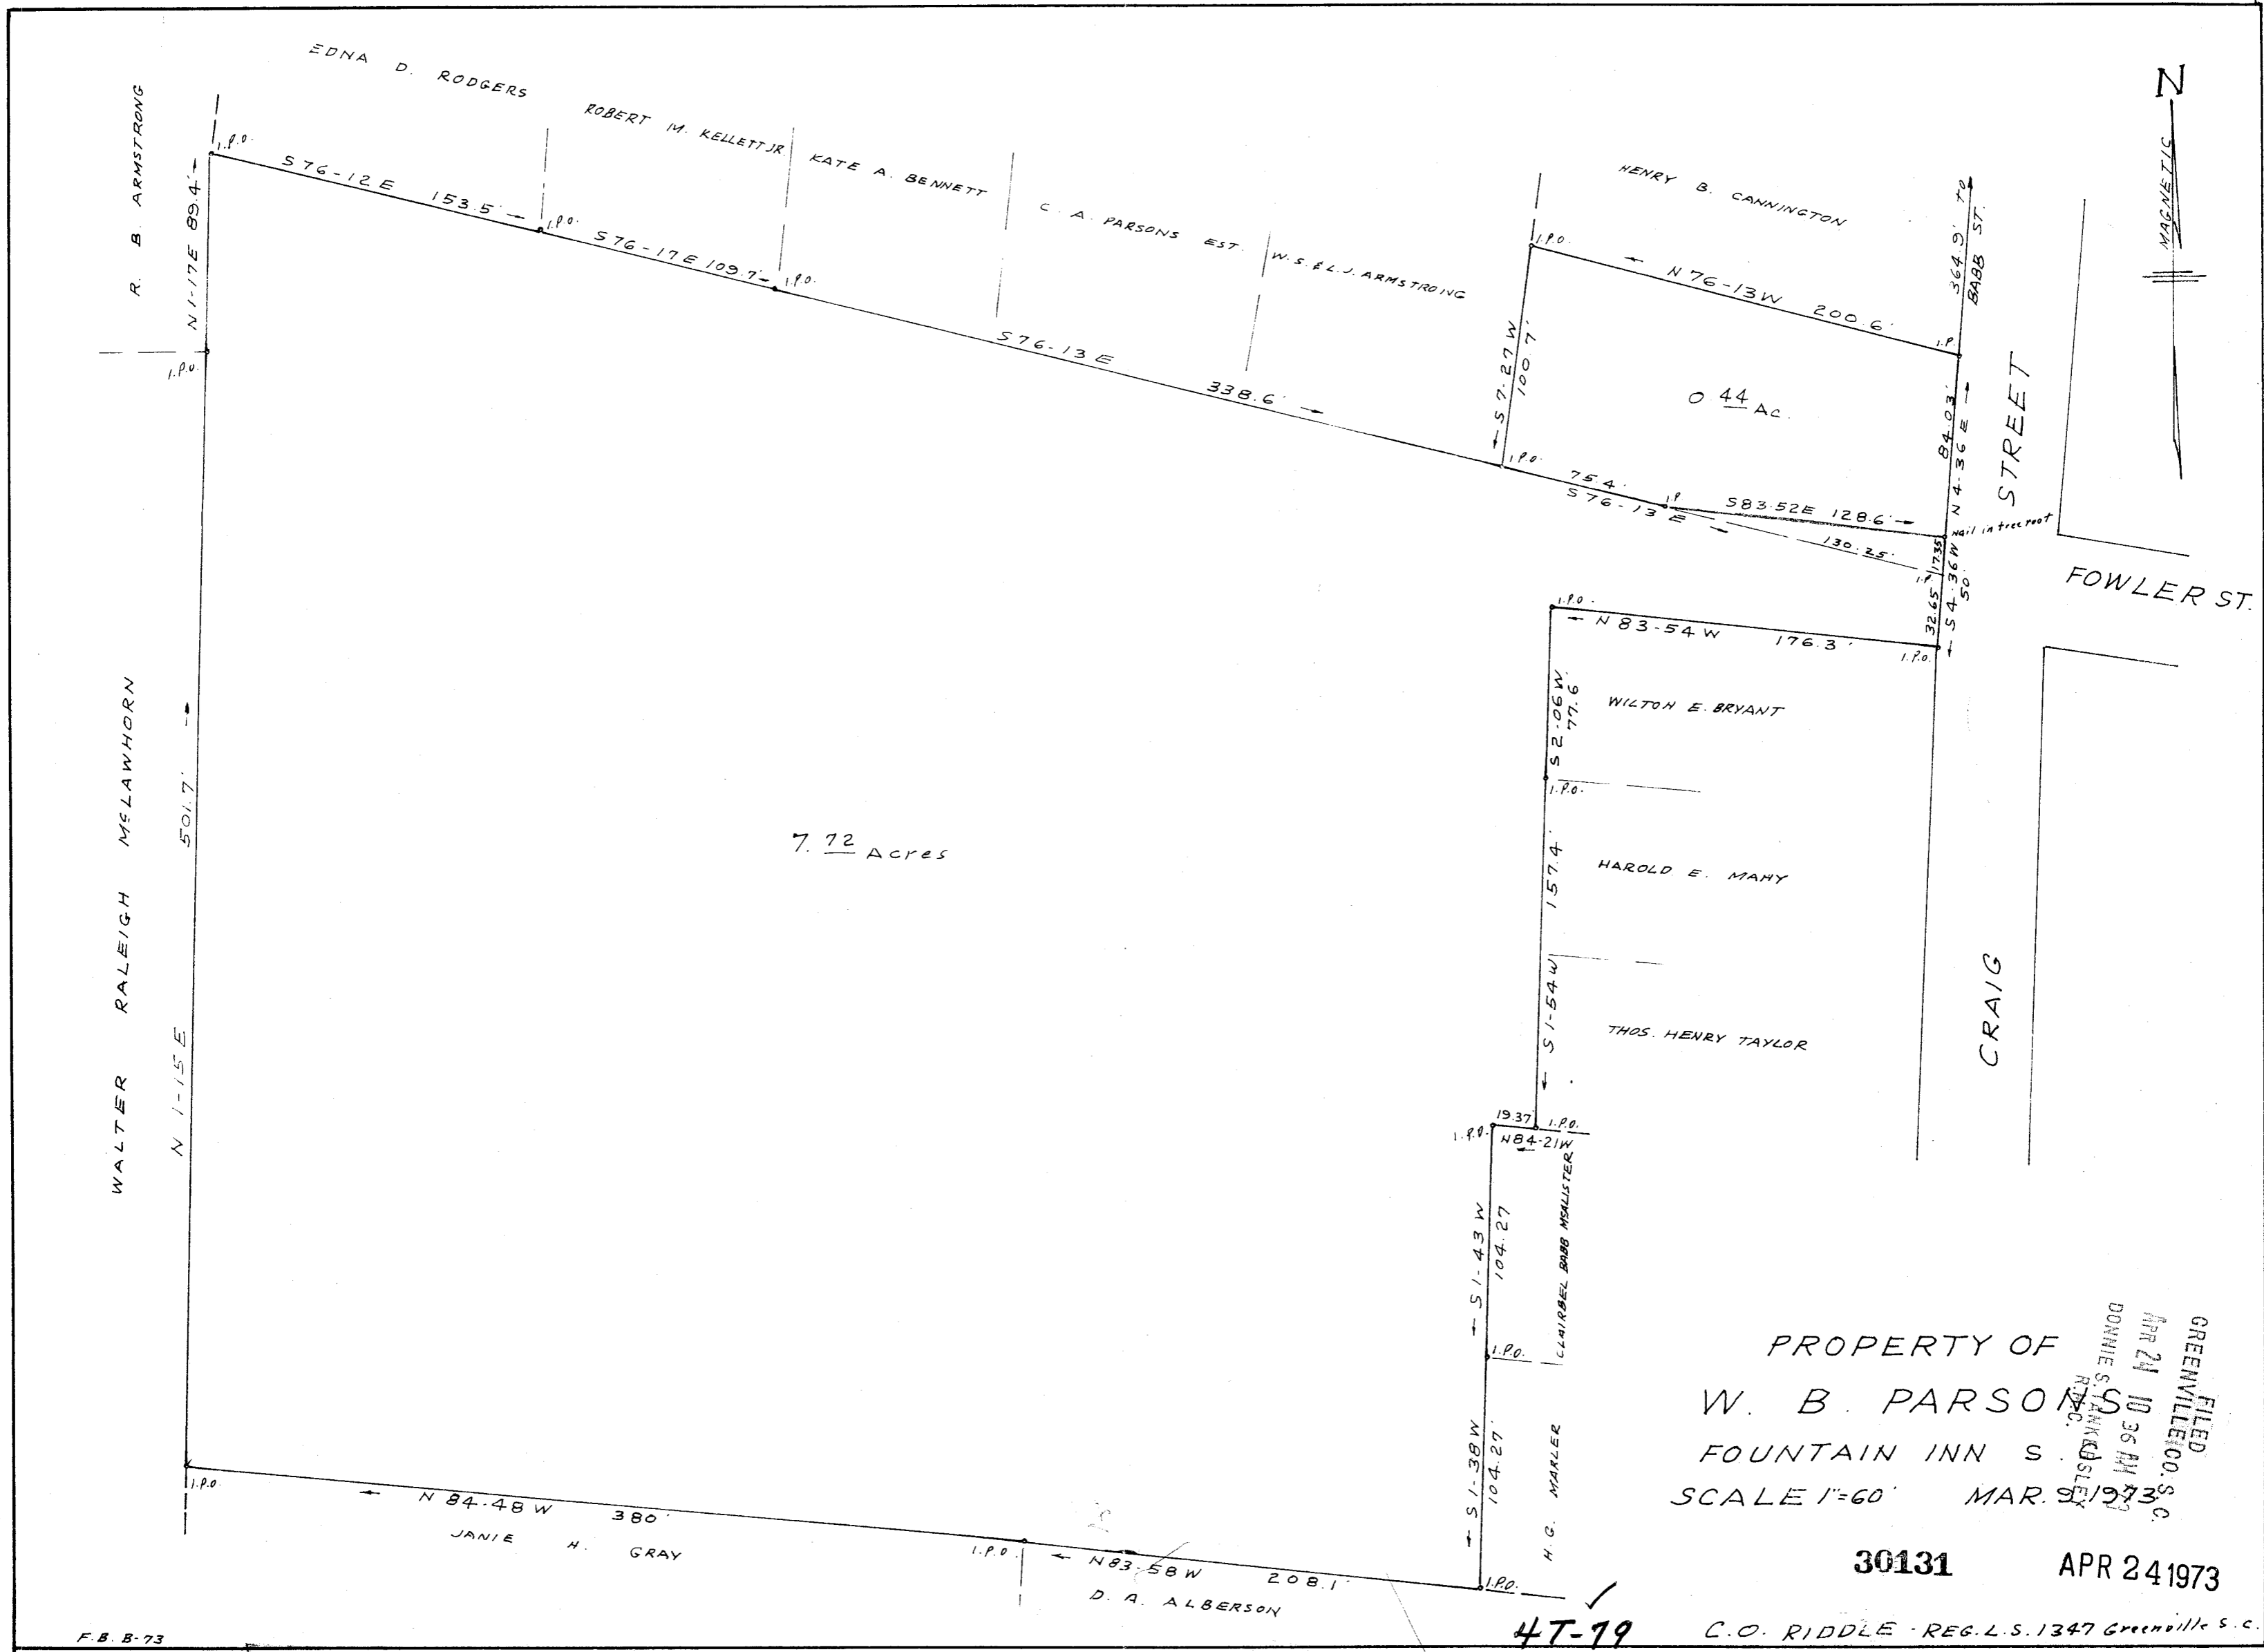 EDNA D. RODGERS
ROBERT M. KELLETT JR.
KATE A. BENNETT
C. A. PARSONS EST.
W. S. & L. J. ARMSTRONG
HENRY B. CANNINGTON
R. B. ARMSTRONG
N 1-17 E 89.4'
I.P.O.
S 76-12 E 153.5'
I.P.O.
S 76-17 E 109.7'
I.P.O.
S 76-13 E 338.6'
I.P.O.
N 76-13 W 200.6'
I.P.
364.9' to
BABB ST.
N
MAGNETIC
S 7-27 W
100.7'
0.44 Ac.
84.03'
N 4-36 E
STREET
I.P.O.
75.4'
S 76-13 E
I.P.
S 83-52 E 128.6'
130.25'
nail in tree root
I.P.
17.35
32.65
S 4-36 W
50'
FOWLER ST.
I.P.O.
I.P.O.
N 83-54 W 176.3'
I.P.O.
S 2-06 W
77.6
WILTON E. BRYANT
I.P.O.
WALTER RALEIGH McLAWHORN
N 1-15 E 501.7'
7.72 Acres
S 1-54 W 157.4'
HAROLD E. MAHY
THOS. HENRY TAYLOR
CRAIG
19.37
I.P.O.
I.P.O.
N 84-21 W
S 1-43 W
104.27
CLAIRBEL BABB McALISTER
I.P.O.
S 1-38 W
104.27'
H. G. MARLER
I.P.O.
N 84-48 W 380'
JANIE H. GRAY
I.P.O.
N 83-58 W 208.1'
D. A. ALBERSON
I.P.O.
PROPERTY OF
W. B. PARSONS
FOUNTAIN INN S. C.
SCALE 1"=60' MAR. 9, 1973
FILED
GREENVILLE CO. S. C.
APR 24 10 36 AM
DONNIE S. TANKERSLEY
R.M.C.
30131 APR 24 1973
4T-79
C. O. RIDDLE - REG. L. S. 1347 Greenville S. C.
F. B. B-73